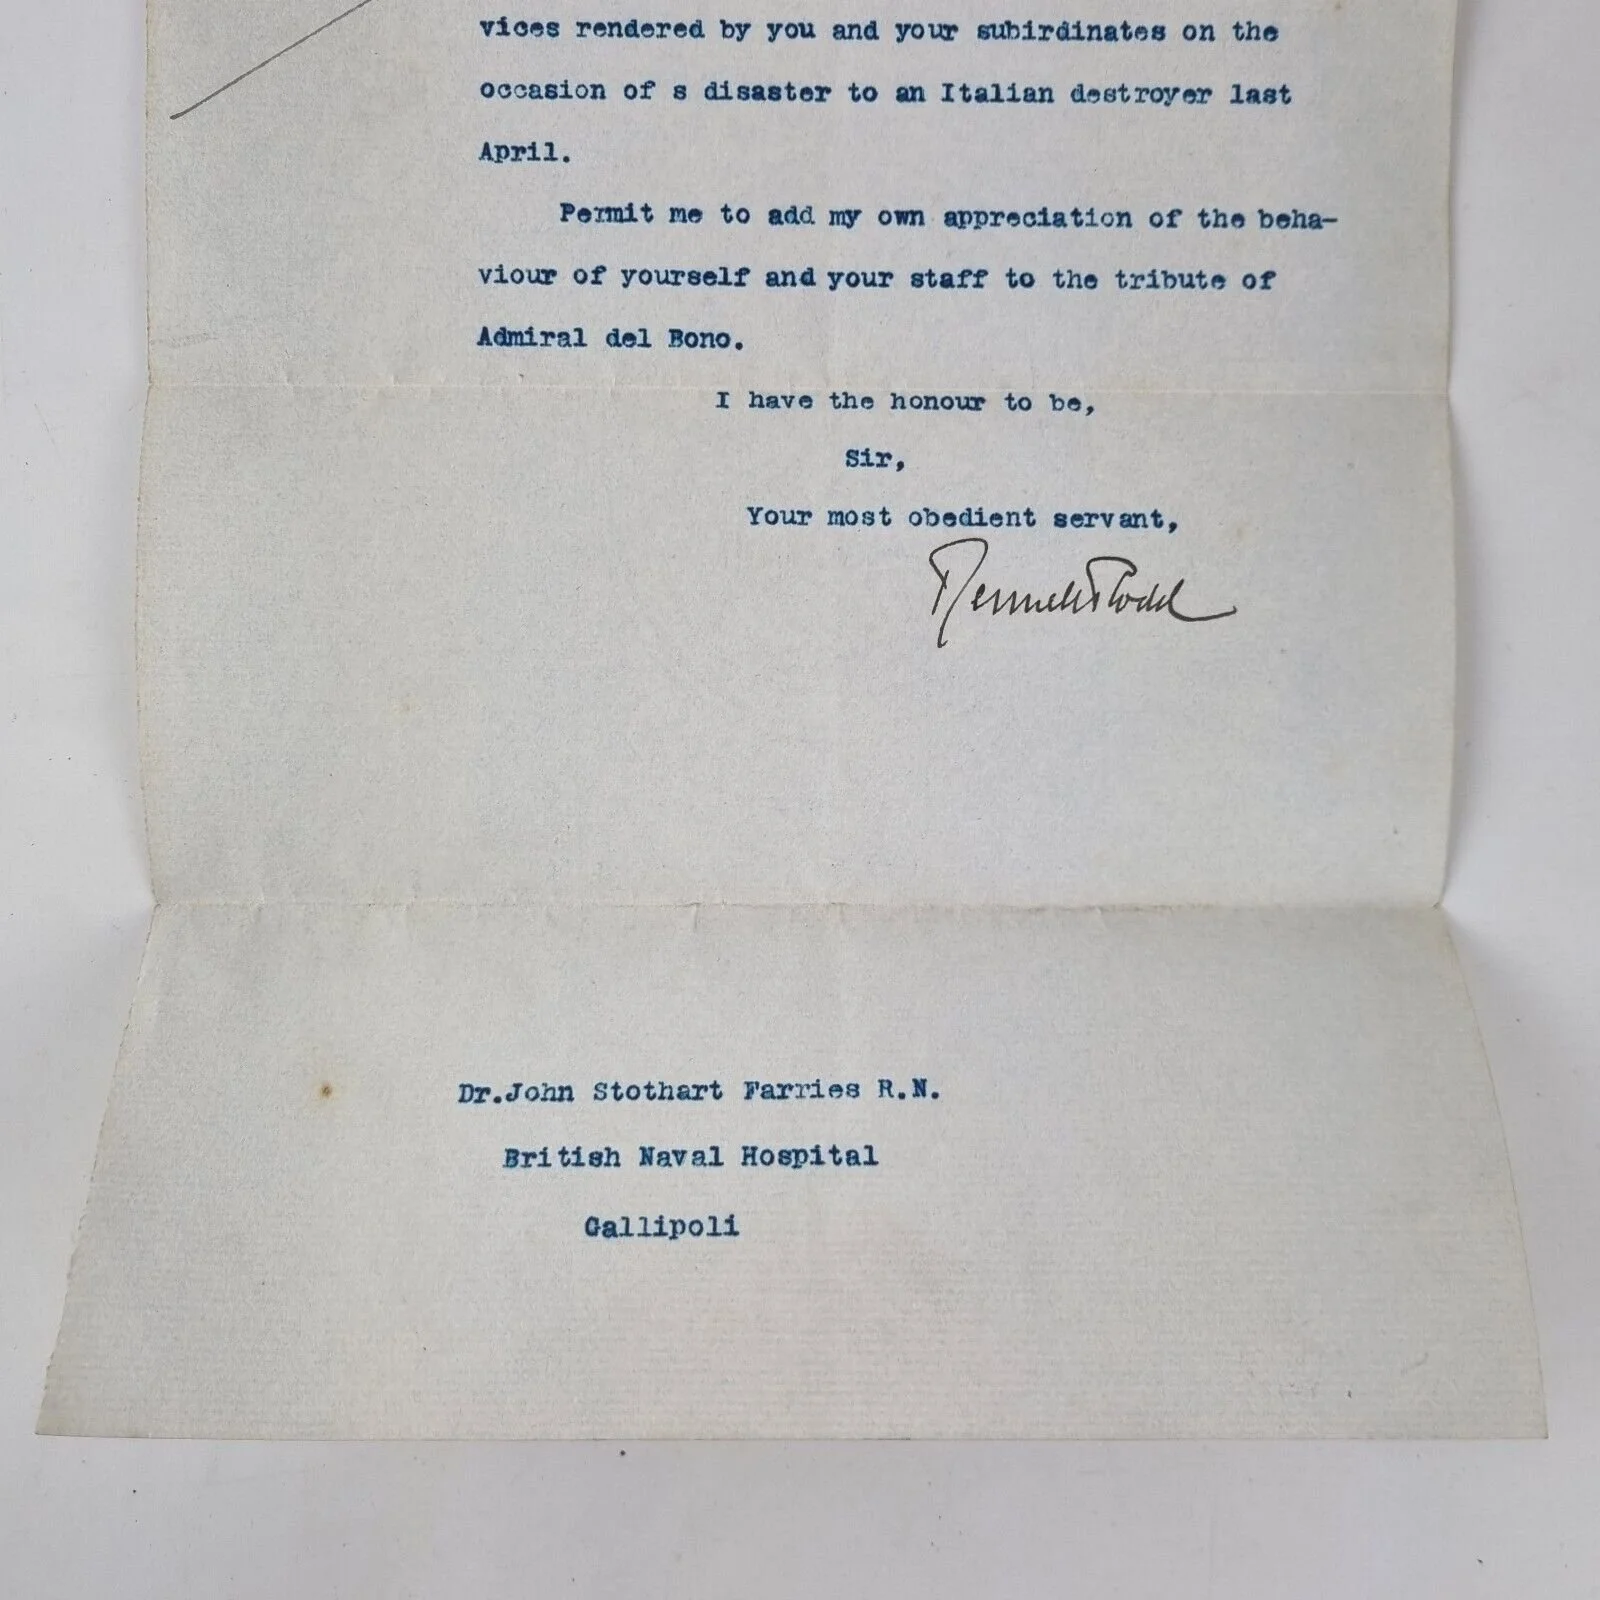 vices rendered by you and your subirdinates on the
occasion of s disaster to an Italian destroyer last
April.
Permit me to add my own appreciation of the beha-
viour of yourself and your staff to the tribute of
Admiral del Bono.
I have the honour to be,
Sir,
Your most obedient servant,
Dr.John Stothart Farries R.N.
British Naval Hospital
Gallipoli